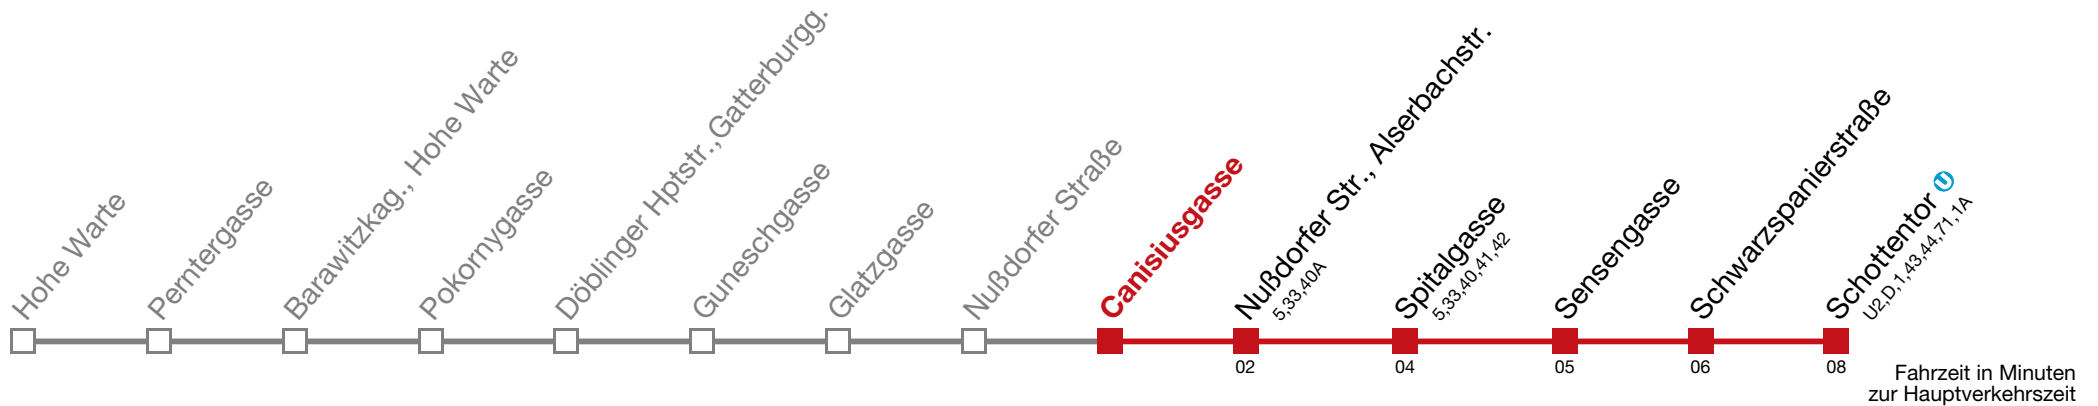 Hohe Warte
Perntergasse
Barawitzkag., Hohe Warte
Pokornygasse
Döblinger Hptstr.,Gatterburgg.
Guneschgasse
Glatzgasse
Nußdorfer Straße
Canisiusgasse
Nußdorfer Str., Alserbachstr.
5,33,40A
Spitalgasse
5,33,40,41,42
Sensengasse
Schwarzspanierstraße
Schottentor U
U2,D,1,43,44,71,1A
02
04
05
06
08
Fahrzeit in Minuten
zur Hauptverkehrszeit